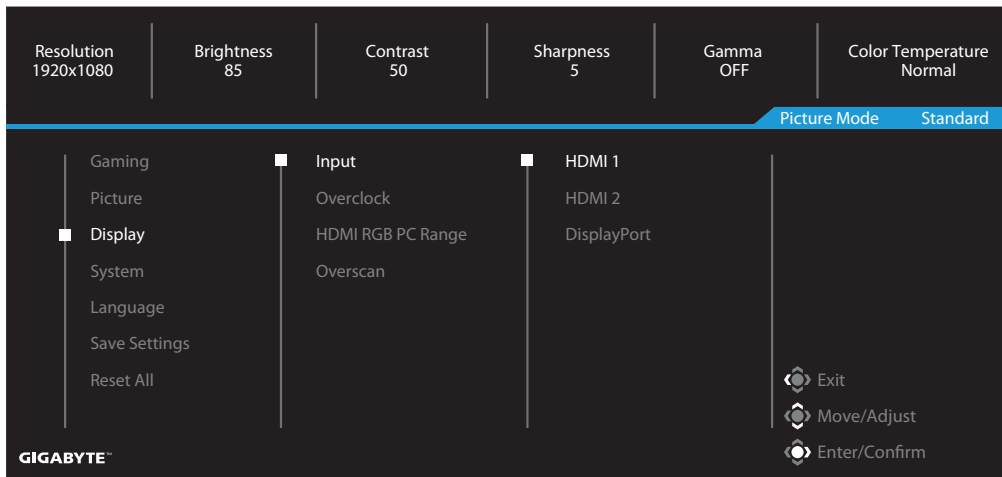 Resolution
1920x1080
Brightness
85
Contrast
50
Sharpness
5
Gamma
OFF
Color Temperature
Normal
Picture Mode Standard
Gaming
Picture
Display
System
Language
Save Settings
Reset All
Input
Overclock
HDMI RGB PC Range
Overscan
HDMI 1
HDMI 2
DisplayPort
Exit
Move/Adjust
Enter/Confirm
GIGABYTE™